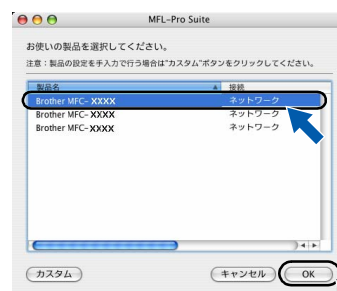 MFL-Pro Suite
お使いの製品を選択してください。
注意：製品の設定を手入力で行う場合は"カスタム"ボタンをクリックしてください。
製品名 接続
Brother MFC- XXXX ネットワーク
Brother MFC- XXXX ネットワーク
Brother MFC- XXXX ネットワーク
カスタム キャンセル OK